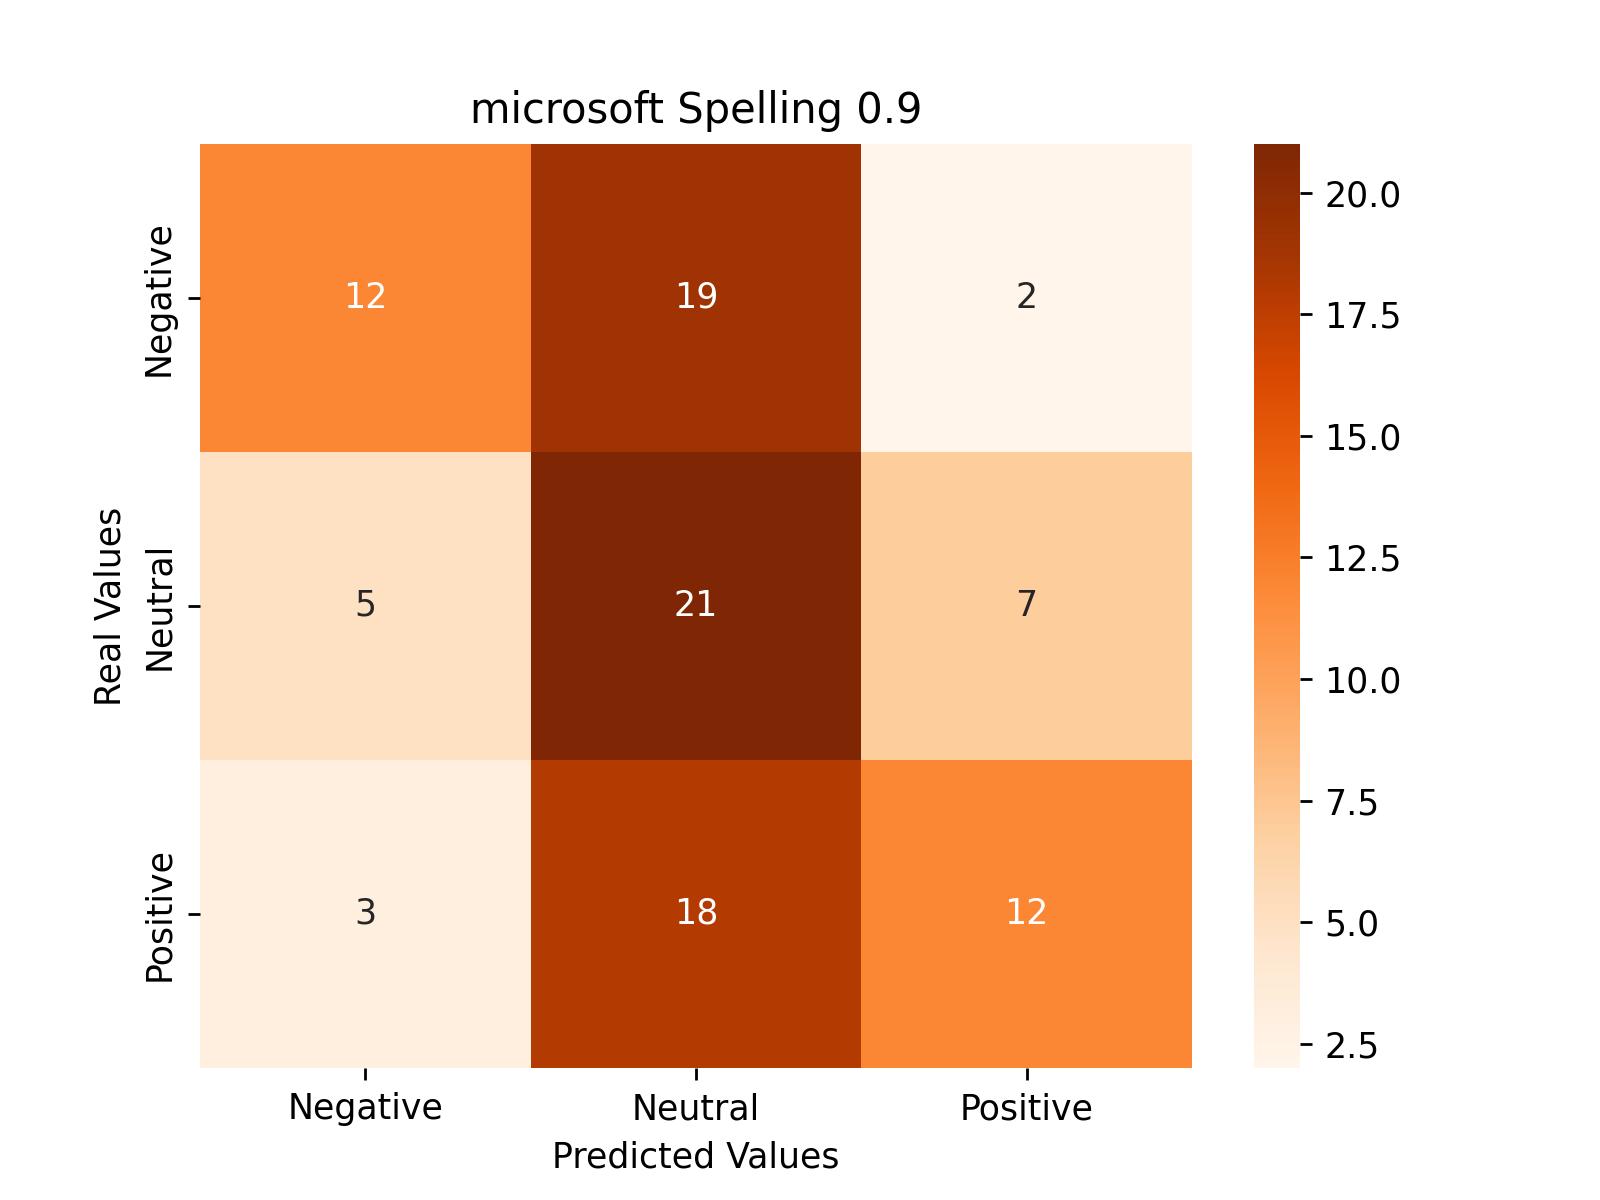 microsoft Spelling 0.9
Negative
12
19
2
Real Values
Neutral
5
21
7
Positive
3
18
12
Negative
Neutral
Positive
Predicted Values
20.0
17.5
15.0
12.5
10.0
7.5
5.0
2.5